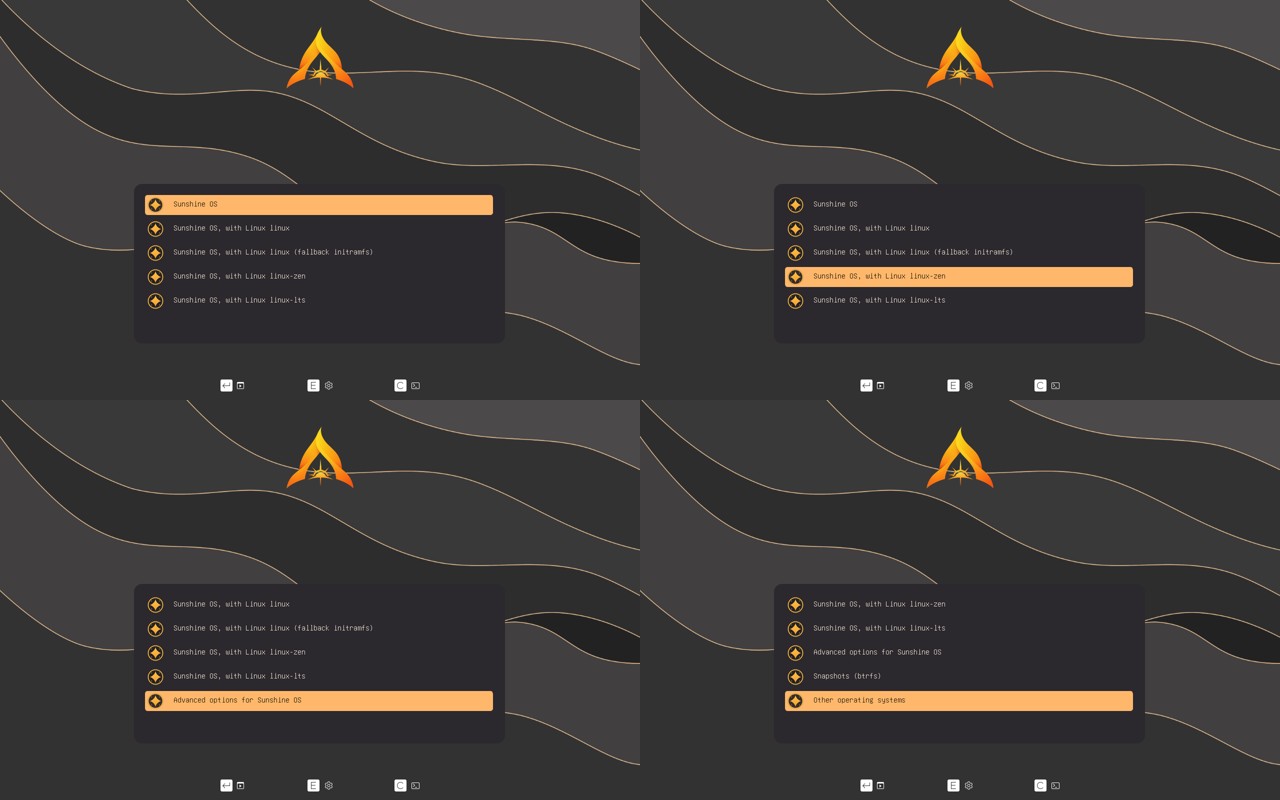 Sunshine OS
Sunshine OS, with Linux linux
Sunshine OS, with Linux linux (fallback initramfs)
Sunshine OS, with Linux linux-zen
Sunshine OS, with Linux linux-lts
E
C
Sunshine OS
Sunshine OS, with Linux linux
Sunshine OS, with Linux linux (fallback initramfs)
Sunshine OS, with Linux linux-zen
Sunshine OS, with Linux linux-lts
E
C
Sunshine OS, with Linux linux
Sunshine OS, with Linux linux (fallback initramfs)
Sunshine OS, with Linux linux-zen
Sunshine OS, with Linux linux-lts
Advanced options for Sunshine OS
E
C
Sunshine OS, with Linux linux-zen
Sunshine OS, with Linux linux-lts
Advanced options for Sunshine OS
Snapshots (btrfs)
Other operating systems
E
C